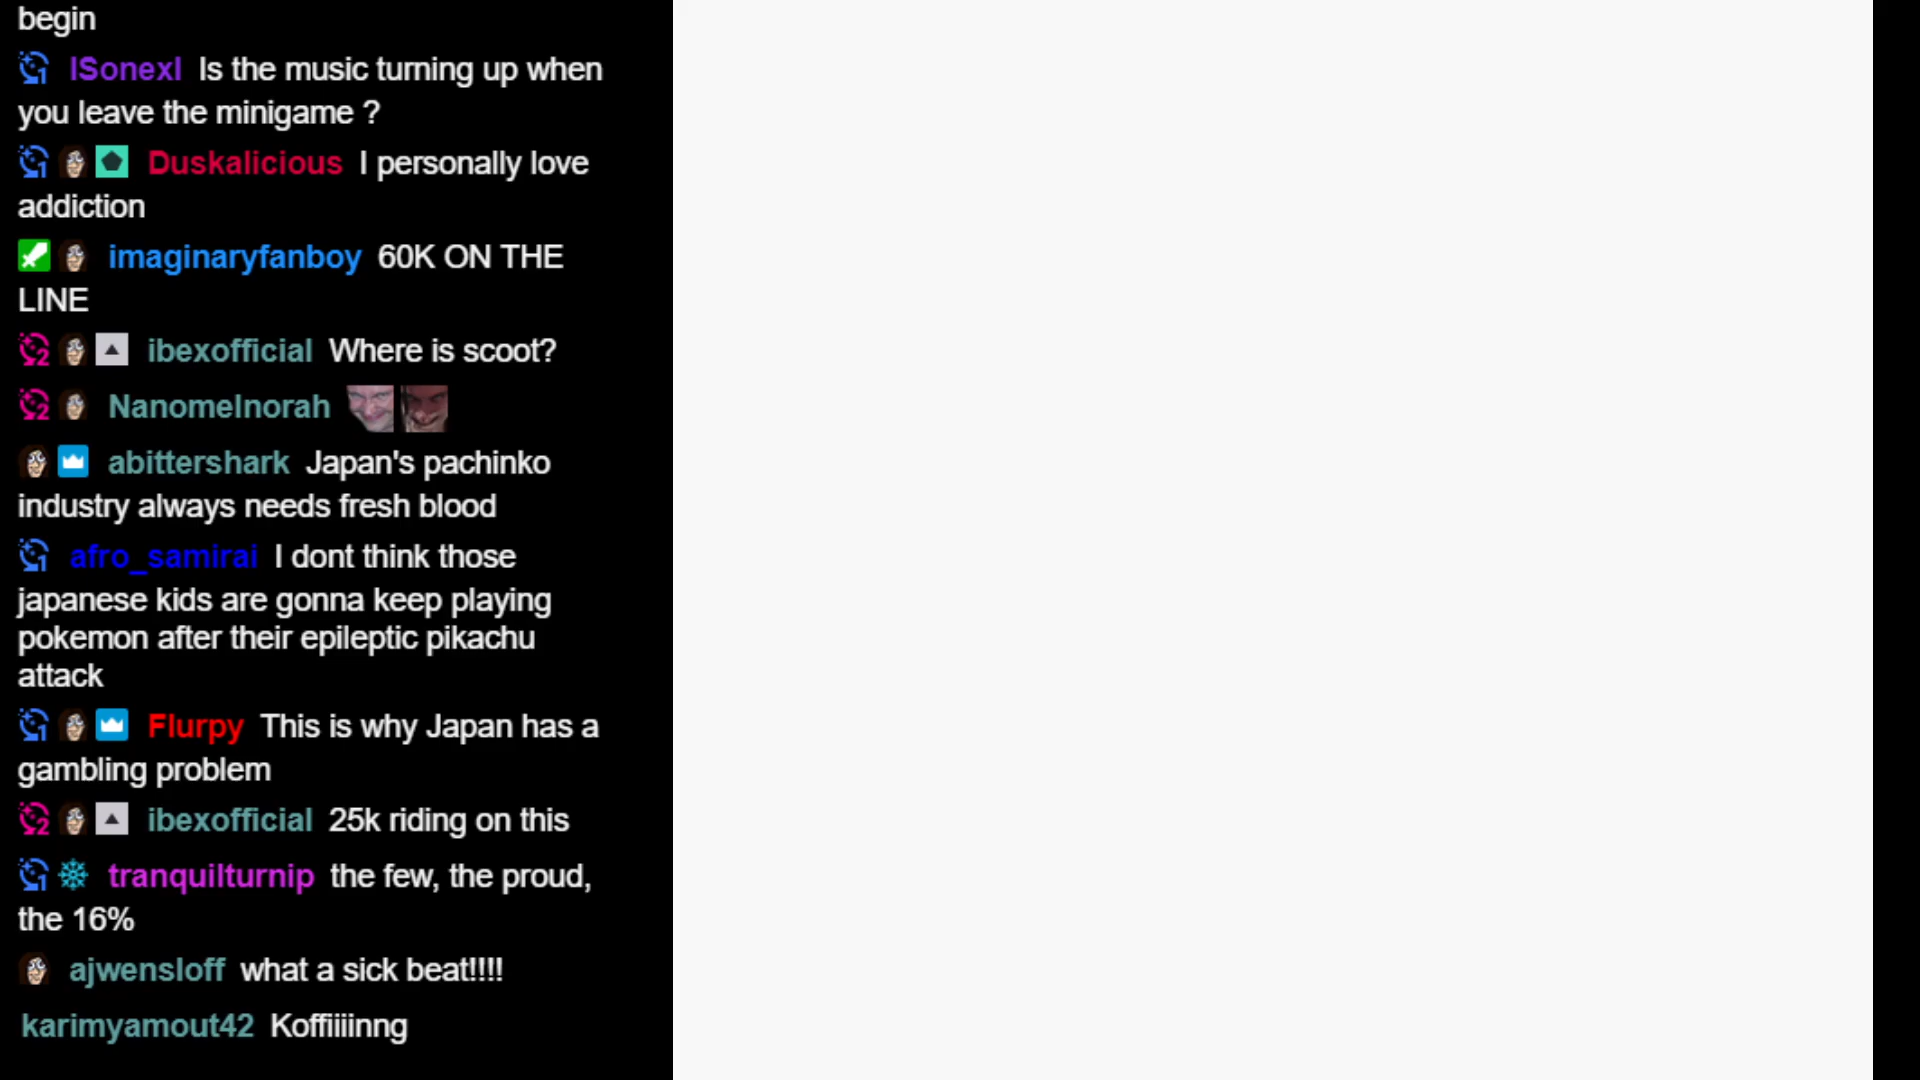 begin
ISonexI Is the music turning up when
you leave the minigame ?
Duskalicious I personally love
addiction
imaginaryfanboy 60K ON THE
LINE
ibexofficial Where is scoot?
NanomeInorah
abittershark Japan's pachinko
industry always needs fresh blood
afro_samirai I dont think those
japanese kids are gonna keep playing
pokemon after their epileptic pikachu
attack
Flurpy This is why Japan has a
gambling problem
ibexofficial 25k riding on this
tranquilturnip the few, the proud,
the 16%
ajwensloff what a sick beat!!!!
karimyamout42 Koffiiiinng